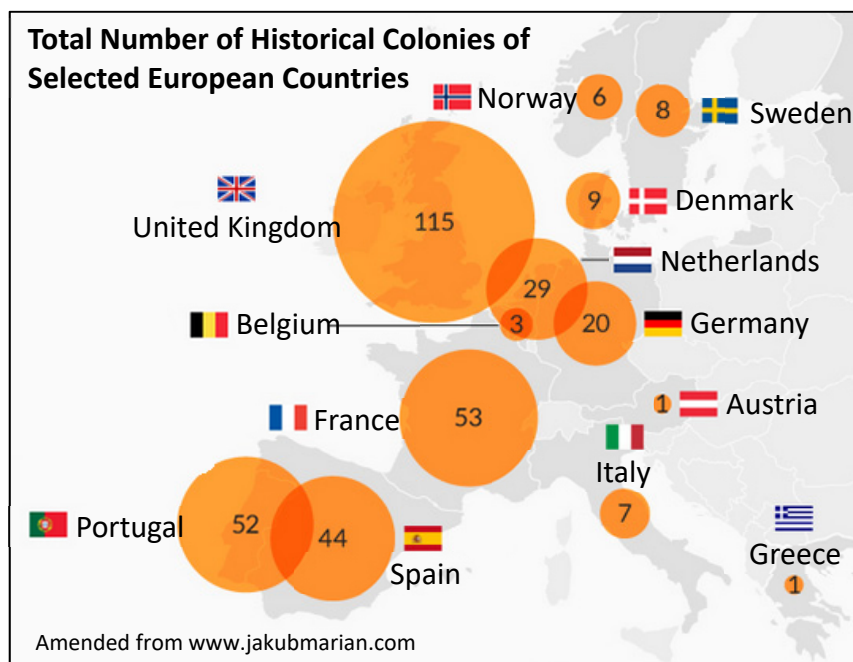 Total Number of Historical Colonies of
Selected European Countries
Norway 6
8 Sweden
United Kingdom
115
9 Denmark
Netherlands
29
Belgium 3
20 Germany
France 53
1 Austria
Italy
7
Portugal 52
44
Spain
Greece
1
Amended from www.jakubmarian.com